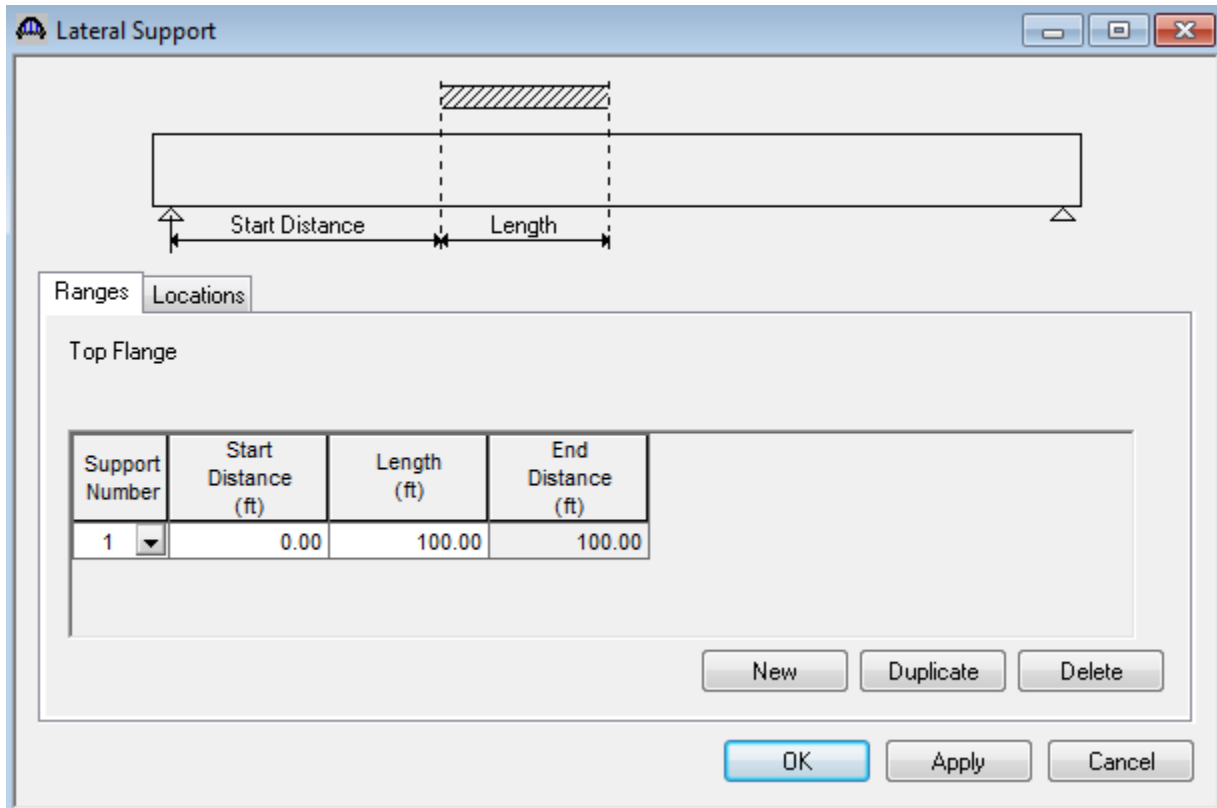 Lateral Support
Start Distance
Length
Ranges
Locations
Top Flange
Support Number
Start Distance (ft)
Length (ft)
End Distance (ft)
1
0.00
100.00
100.00
New
Duplicate
Delete
OK
Apply
Cancel